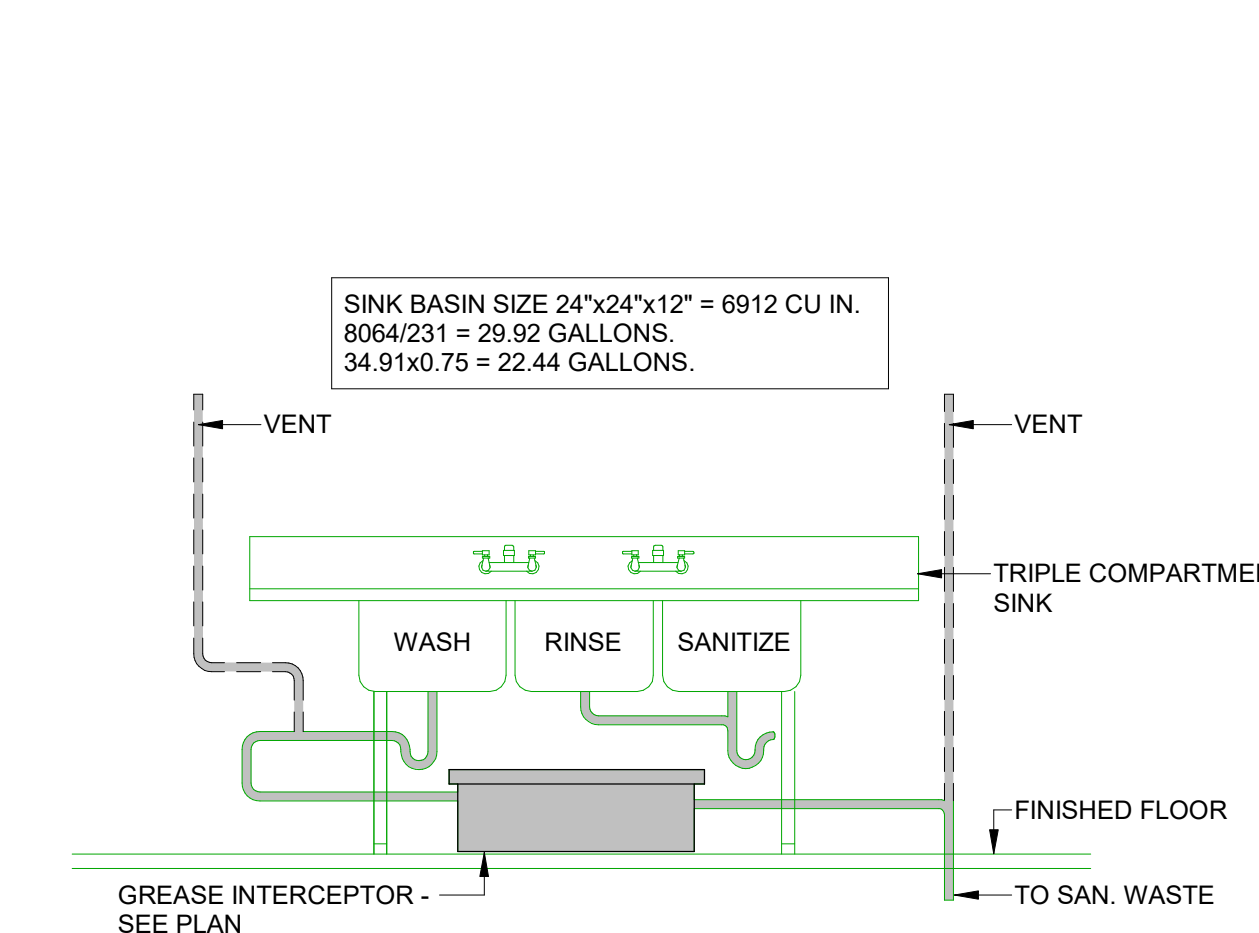 SINK BASIN SIZE 24"x24"x12" = 6912 CU IN.
8064/231 = 29.92 GALLONS.
34.91x0.75 = 22.44 GALLONS.
VENT
VENT
TRIPLE COMPARTME
SINK
WASH
RINSE
SANITIZE
FINISHED FLOOR
GREASE INTERCEPTOR -
SEE PLAN
TO SAN. WASTE